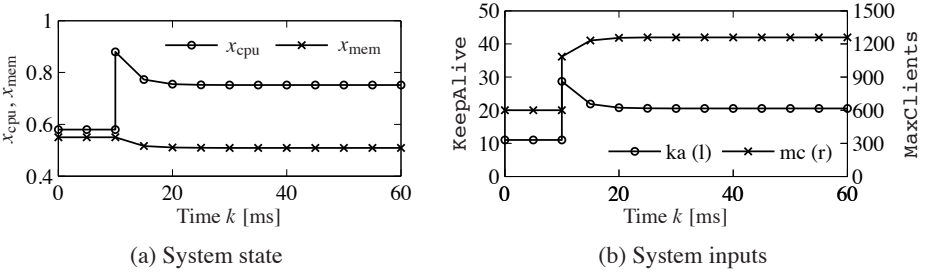 1
0.8
0.6
0.4
0
20
40
60
x_cpu, x_mem
x_cpu
x_mem
Time k [ms]
(a) System state
50
40
30
20
10
0
KeepAlive
1500
1200
900
600
300
0
MaxClients
ka (l)
mc (r)
0
20
40
60
Time k [ms]
(b) System inputs